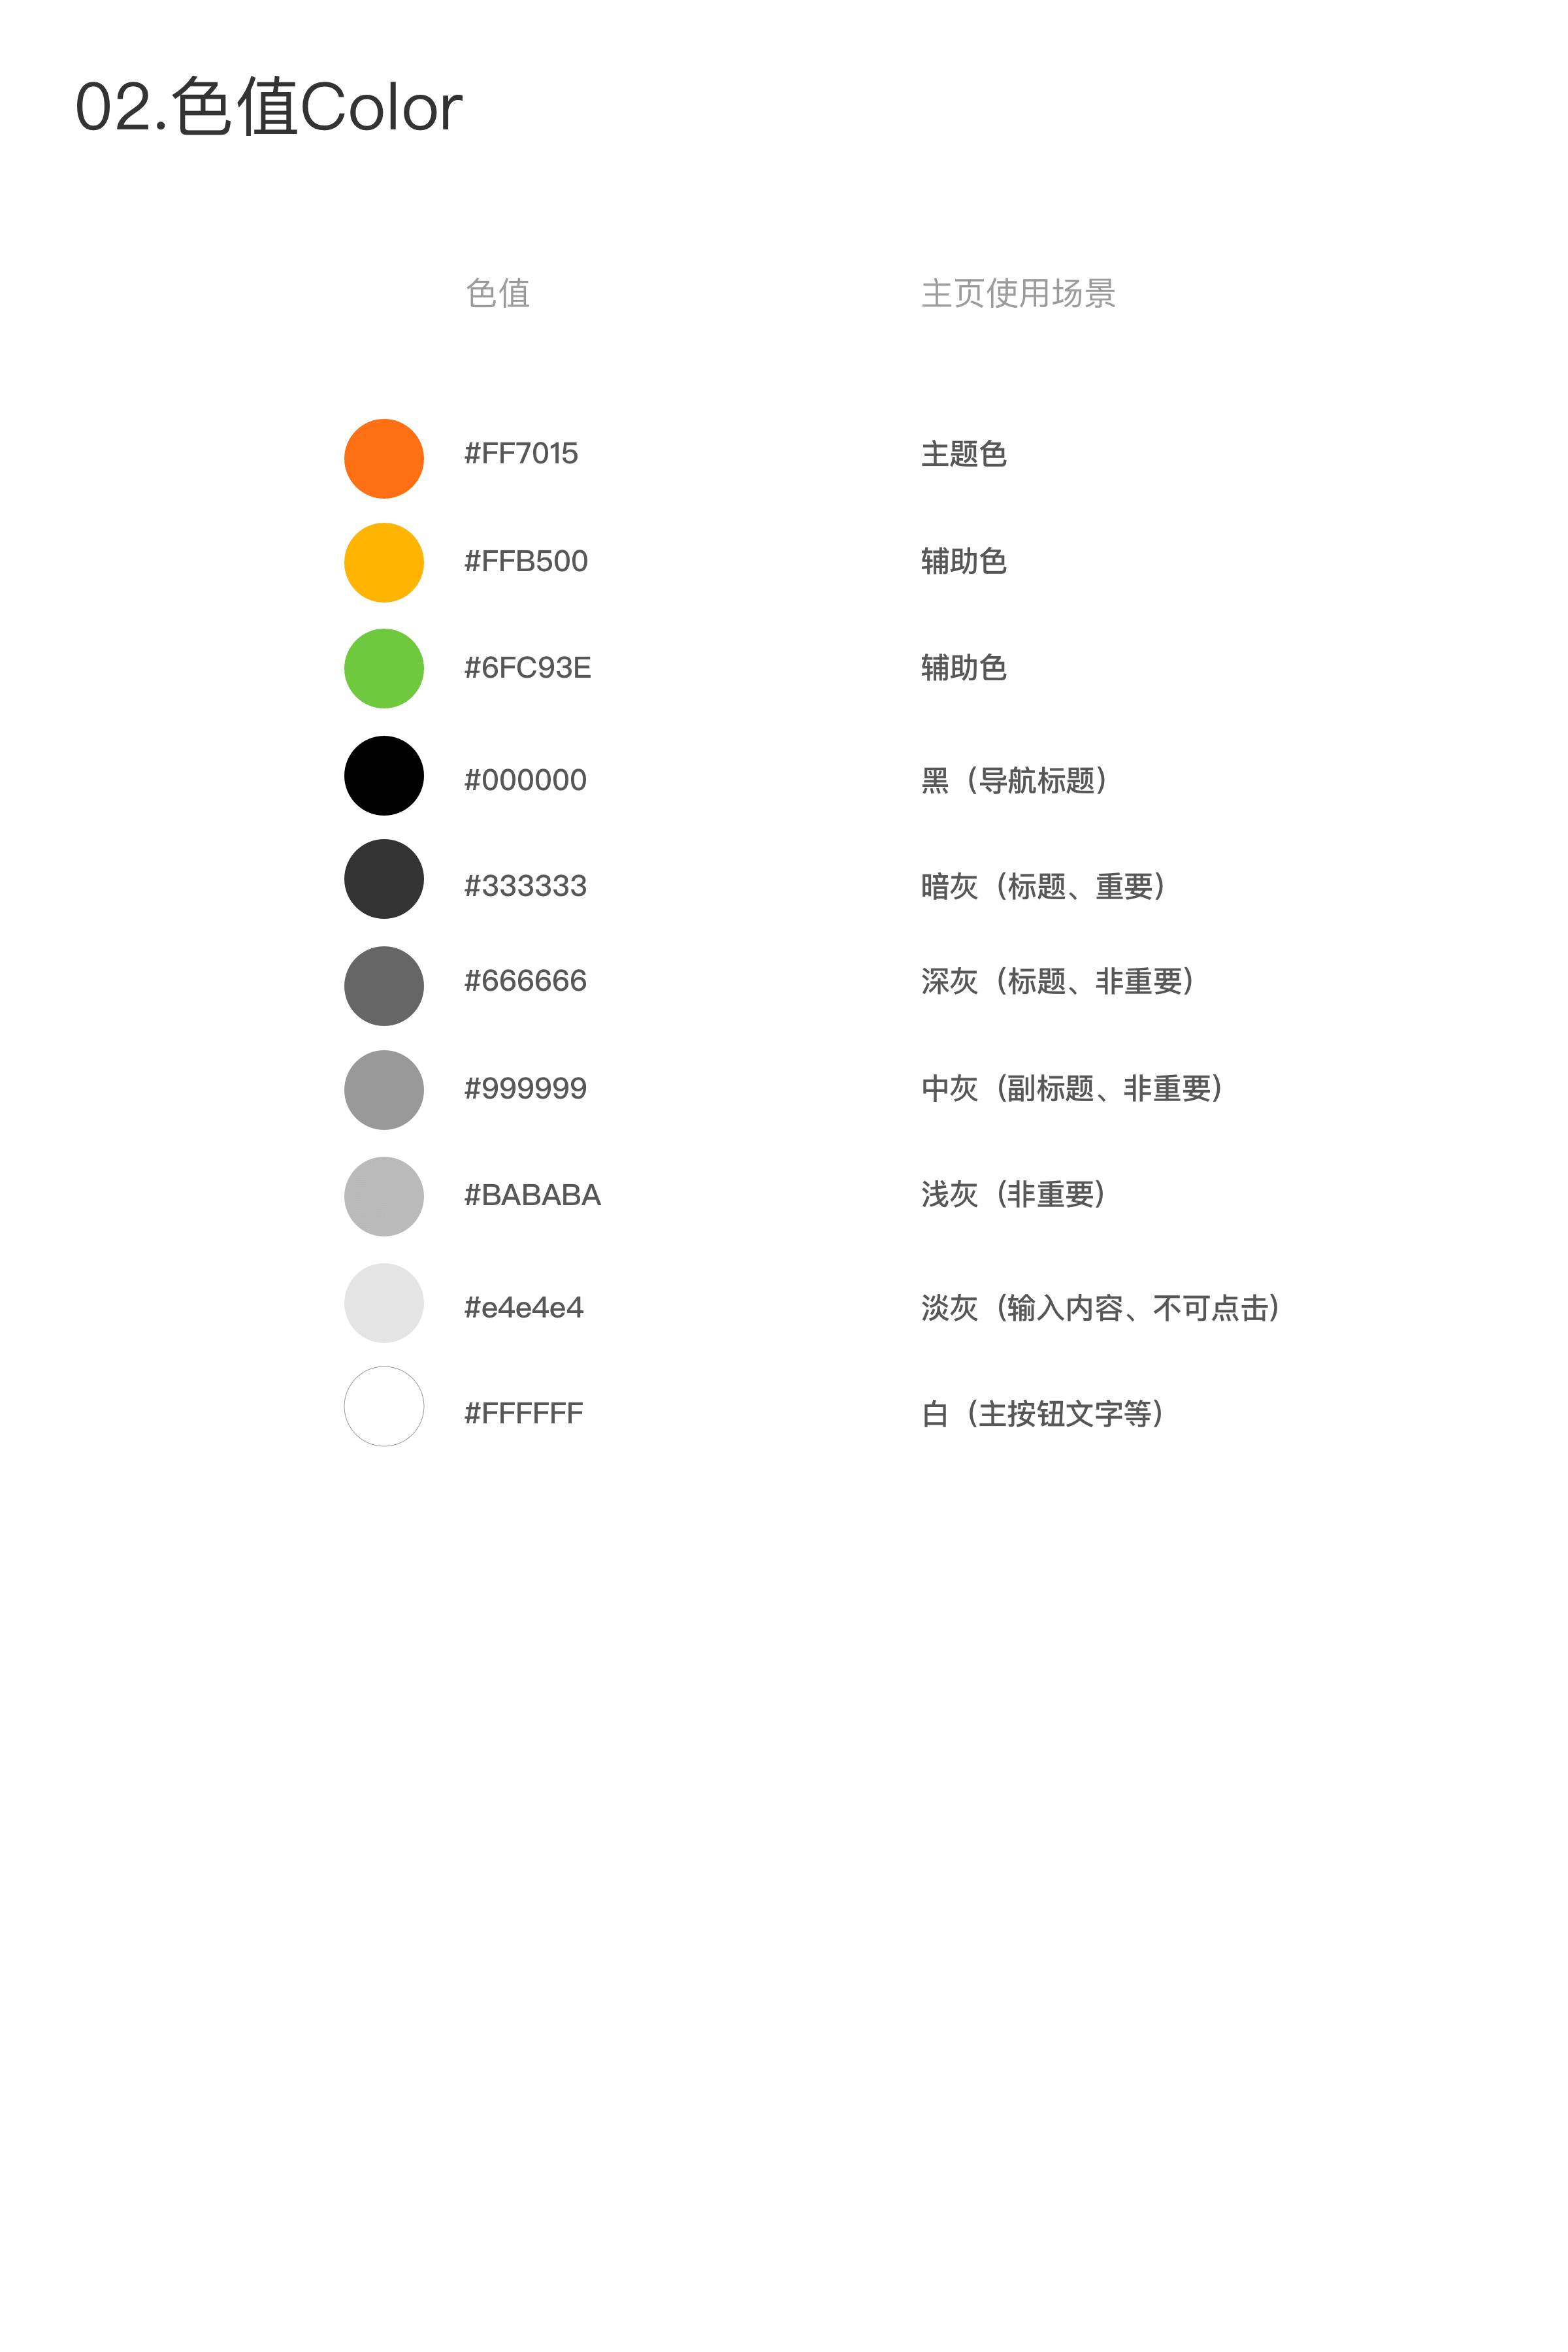 02.色值Color
色值 主页使用场景
#FF7015 主题色
#FFB500 辅助色
#6FC93E 辅助色
#000000 黑（导航标题）
#333333 暗灰（标题、重要）
#666666 深灰（标题、非重要）
#999999 中灰（副标题、非重要）
#BABABA 浅灰（非重要）
#e4e4e4 淡灰（输入内容、不可点击）
#FFFFFF 白（主按钮文字等）